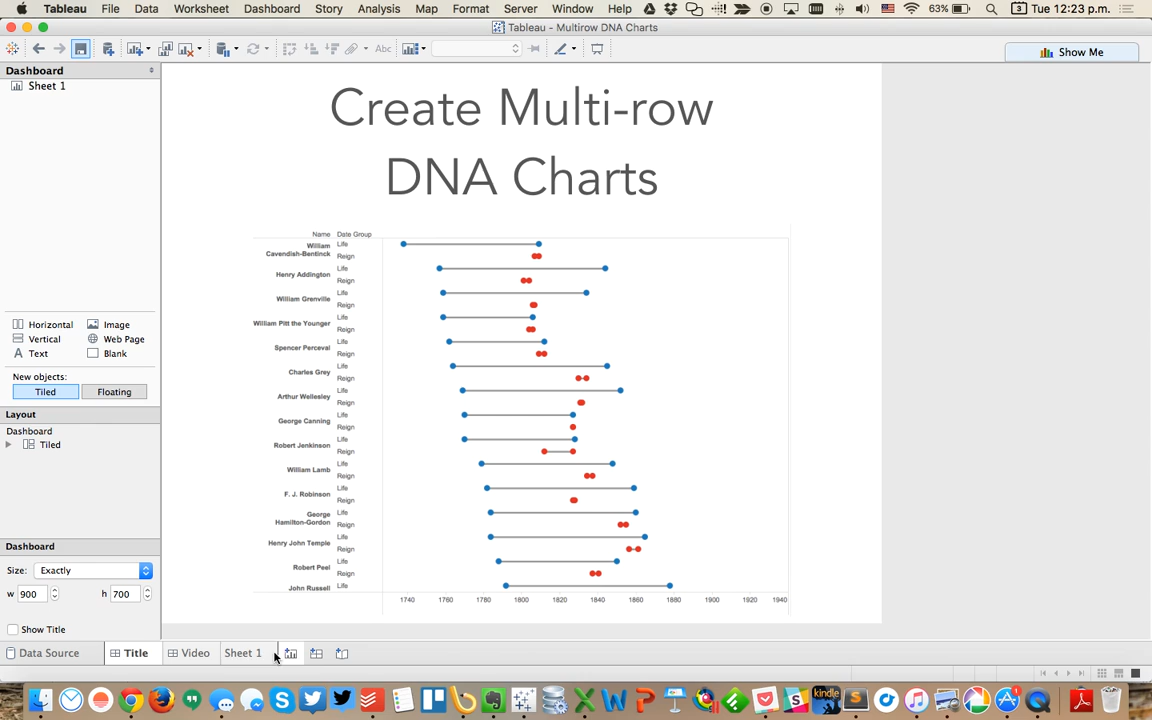 Tableau File Data Worksheet Dashboard Story Analysis Map Format Server Window Help 63% 3 Tue 12:23 p.m.
Tableau - Multirow DNA Charts
Abc
Show Me
Dashboard
Sheet 1
Create Multi-row
DNA Charts
Name Date Group
William
Cavendish-Bentinck
Life
Reign
Henry Addington
Life
Reign
William Grenville
Life
Reign
William Pitt the Younger
Life
Reign
Spencer Perceval
Life
Reign
Charles Grey
Life
Reign
Arthur Wellesley
Life
Reign
George Canning
Life
Reign
Robert Jenkinson
Life
Reign
William Lamb
Life
Reign
F. J. Robinson
Life
Reign
George
Hamilton-Gordon
Life
Reign
Henry John Temple
Life
Reign
Robert Peel
Life
Reign
John Russell
Life
1740 1760 1780 1800 1820 1840 1860 1880 1900 1920 1940
Horizontal Image
Vertical Web Page
A Text Blank
New objects:
Tiled Floating
Layout
Dashboard
Tiled
Dashboard
Size: Exactly
w 900 h 700
Show Title
Data Source Title Video Sheet 1
kindle